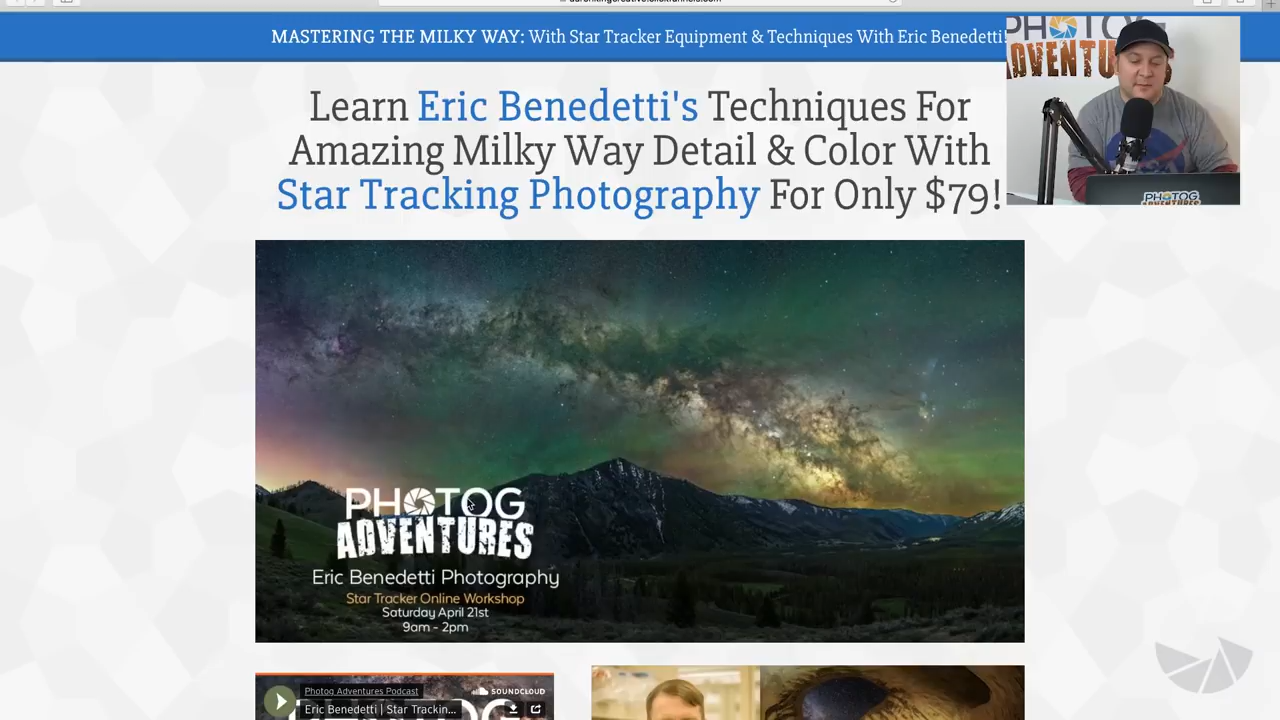 MASTERING THE MILKY WAY: With Star Tracker Equipment & Techniques With Eric Benedetti!
PHOTOG
ADVENTU
PHOTOG
Learn Eric Benedetti's Techniques For
Amazing Milky Way Detail & Color With
Star Tracking Photography For Only $79!
PHOTOG
ADVENTURES
Eric Benedetti Photography
Star Tracker Online Workshop
Saturday April 21st
9am - 2pm
Photog Adventures Podcast
SOUNDCLOUD
Eric Benedetti | Star Trackin...